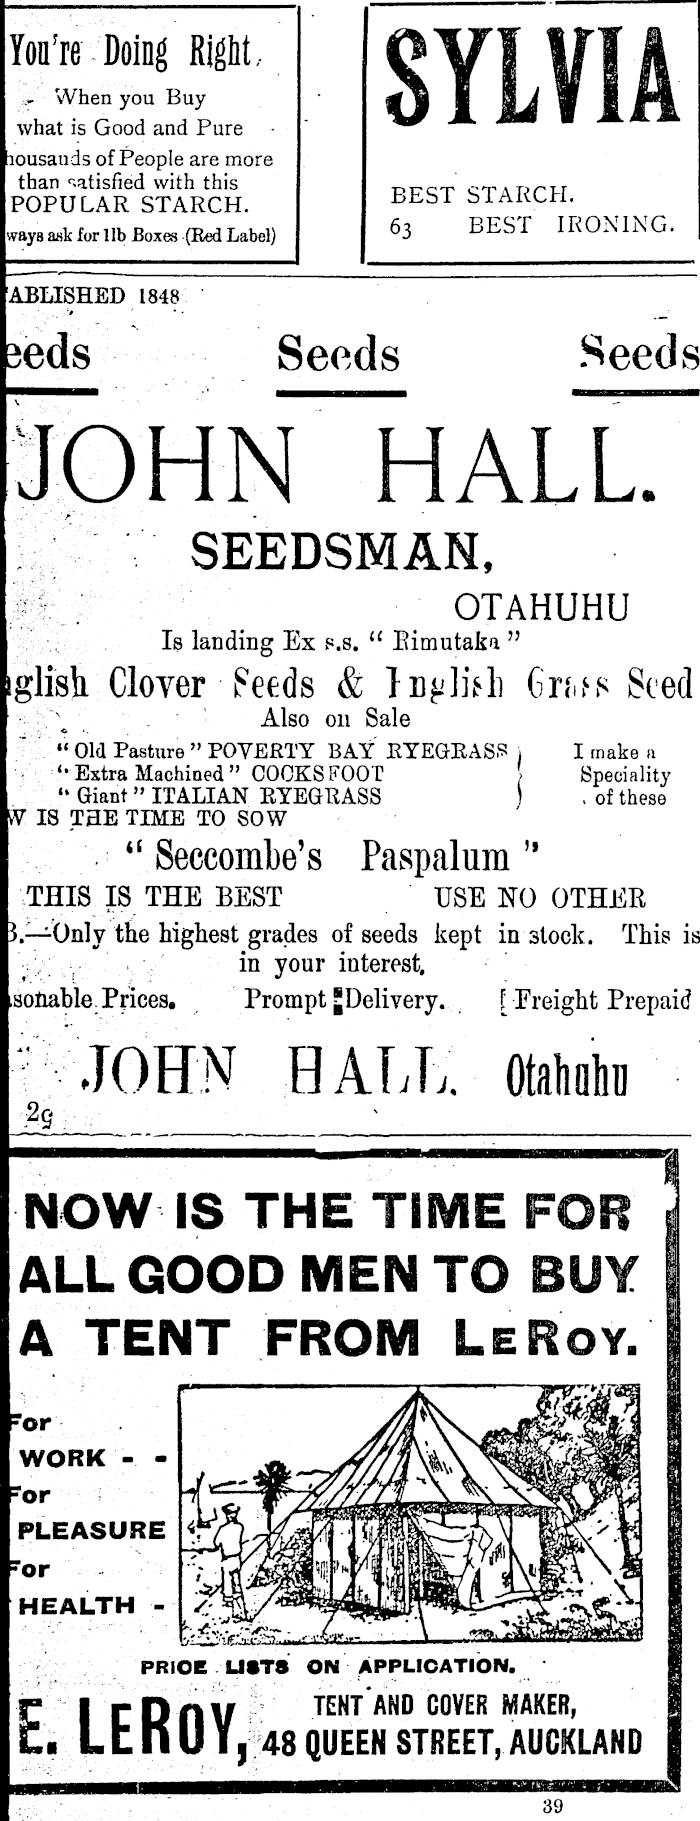 You're Doing Right,
When you Buy
what is Good and Pure
housands of People are more
than satisfied with this
POPULAR STARCH.
ways ask for 1lb Boxes (Red Label)
SYLVIA
BEST STARCH.
63 BEST IRONING.
TABLISHED 1848
eeds Seeds Seeds
JOHN HALL.
SEEDSMAN,
OTAHUHU
Is landing Ex s.s. “ Rimutaka ”
nglish Clover Seeds & English Grass Seed
Also on Sale
“ Old Pasture ” POVERTY BAY RYEGRASS } I make a
“ Extra Machined ” COCKSFOOT } Speciality
“ Giant ” ITALIAN RYEGRASS } of these
W IS THE TIME TO SOW
“ Seccombe's Paspalum ”
THIS IS THE BEST USE NO OTHER
B.—Only the highest grades of seeds kept in stock. This is
in your interest.
sonable Prices. Prompt Delivery. [ Freight Prepaid
JOHN HALL. Otahuhu
2g
NOW IS THE TIME FOR
ALL GOOD MEN TO BUY
A TENT FROM LEROY.
For
WORK - -
For
PLEASURE
For
HEALTH -
PRICE LISTS ON APPLICATION.
E. LEROY, TENT AND COVER MAKER,
48 QUEEN STREET, AUCKLAND
39